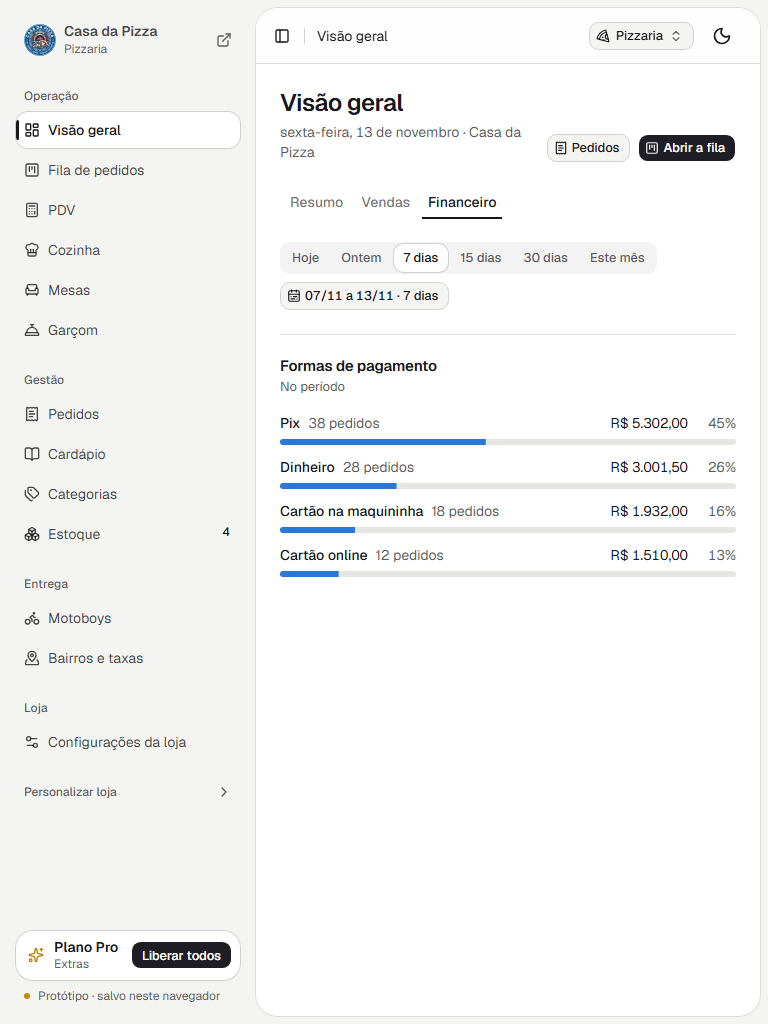 Casa da Pizza
Pizzaria
Operação
Visão geral
Fila de pedidos
PDV
Cozinha
Mesas
Garçom
Gestão
Pedidos
Cardápio
Categorias
Estoque 4
Entrega
Motoboys
Bairros e taxas
Loja
Configurações da loja
Personalizar loja
Plano Pro
Extras
Liberar todos
Protótipo · salvo neste navegador
Visão geral
Pizzaria
Visão geral
sexta-feira, 13 de novembro · Casa da
Pizza
Pedidos
Abrir a fila
Resumo Vendas Financeiro
Hoje Ontem 7 dias 15 dias 30 dias Este mês
07/11 a 13/11 · 7 dias
Formas de pagamento
No período
Pix 38 pedidos R$ 5.302,00 45%
Dinheiro 28 pedidos R$ 3.001,50 26%
Cartão na maquininha 18 pedidos R$ 1.932,00 16%
Cartão online 12 pedidos R$ 1.510,00 13%